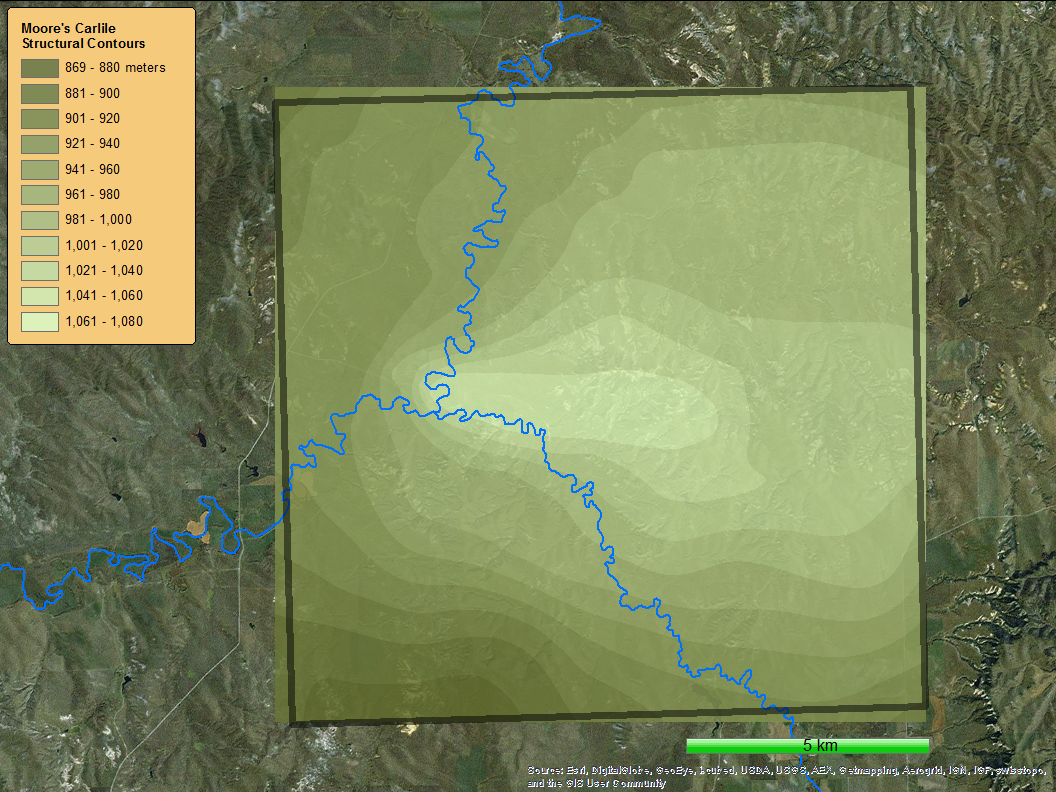 Moore's Carlile
Structural Contours
869 - 880 meters
881 - 900
901 - 920
921 - 940
941 - 960
961 - 980
981 - 1,000
1,001 - 1,020
1,021 - 1,040
1,041 - 1,060
1,061 - 1,080
5 km
Source: Esri, DigitalGlobe, GeoEye, i-cubed, USDA, USGS, AEX, Getmapping, Aerogrid, IGN, IGP, swisstopo,
and the GIS User Community